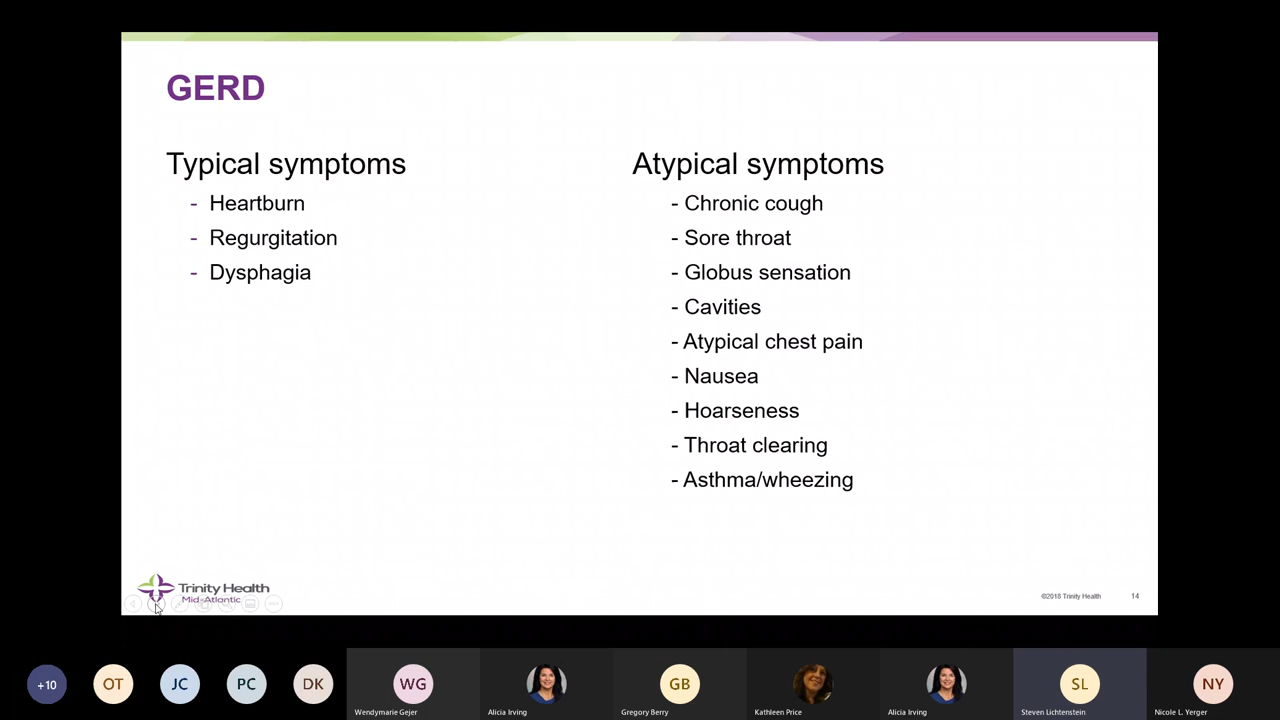 GERD
Typical symptoms
- Heartburn
- Regurgitation
- Dysphagia
Atypical symptoms
- Chronic cough
- Sore throat
- Globus sensation
- Cavities
- Atypical chest pain
- Nausea
- Hoarseness
- Throat clearing
- Asthma/wheezing
Trinity Health
Mid-Atlantic
©2018 Trinity Health 14
+10 OT JC PC DK WG GB SL NY
Wendymarie Gejer Alicia Irving Gregory Berry Kathleen Price Alicia Irving Steven Lichtenstein Nicole L. Yerger